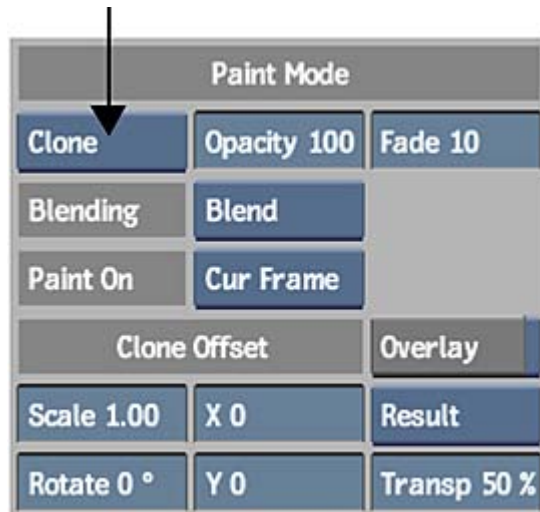 Paint Mode
Clone Opacity 100 Fade 10
Blending Blend
Paint On Cur Frame
Clone Offset Overlay
Scale 1.00 X 0 Result
Rotate 0 ° Y 0 Transp 50 %